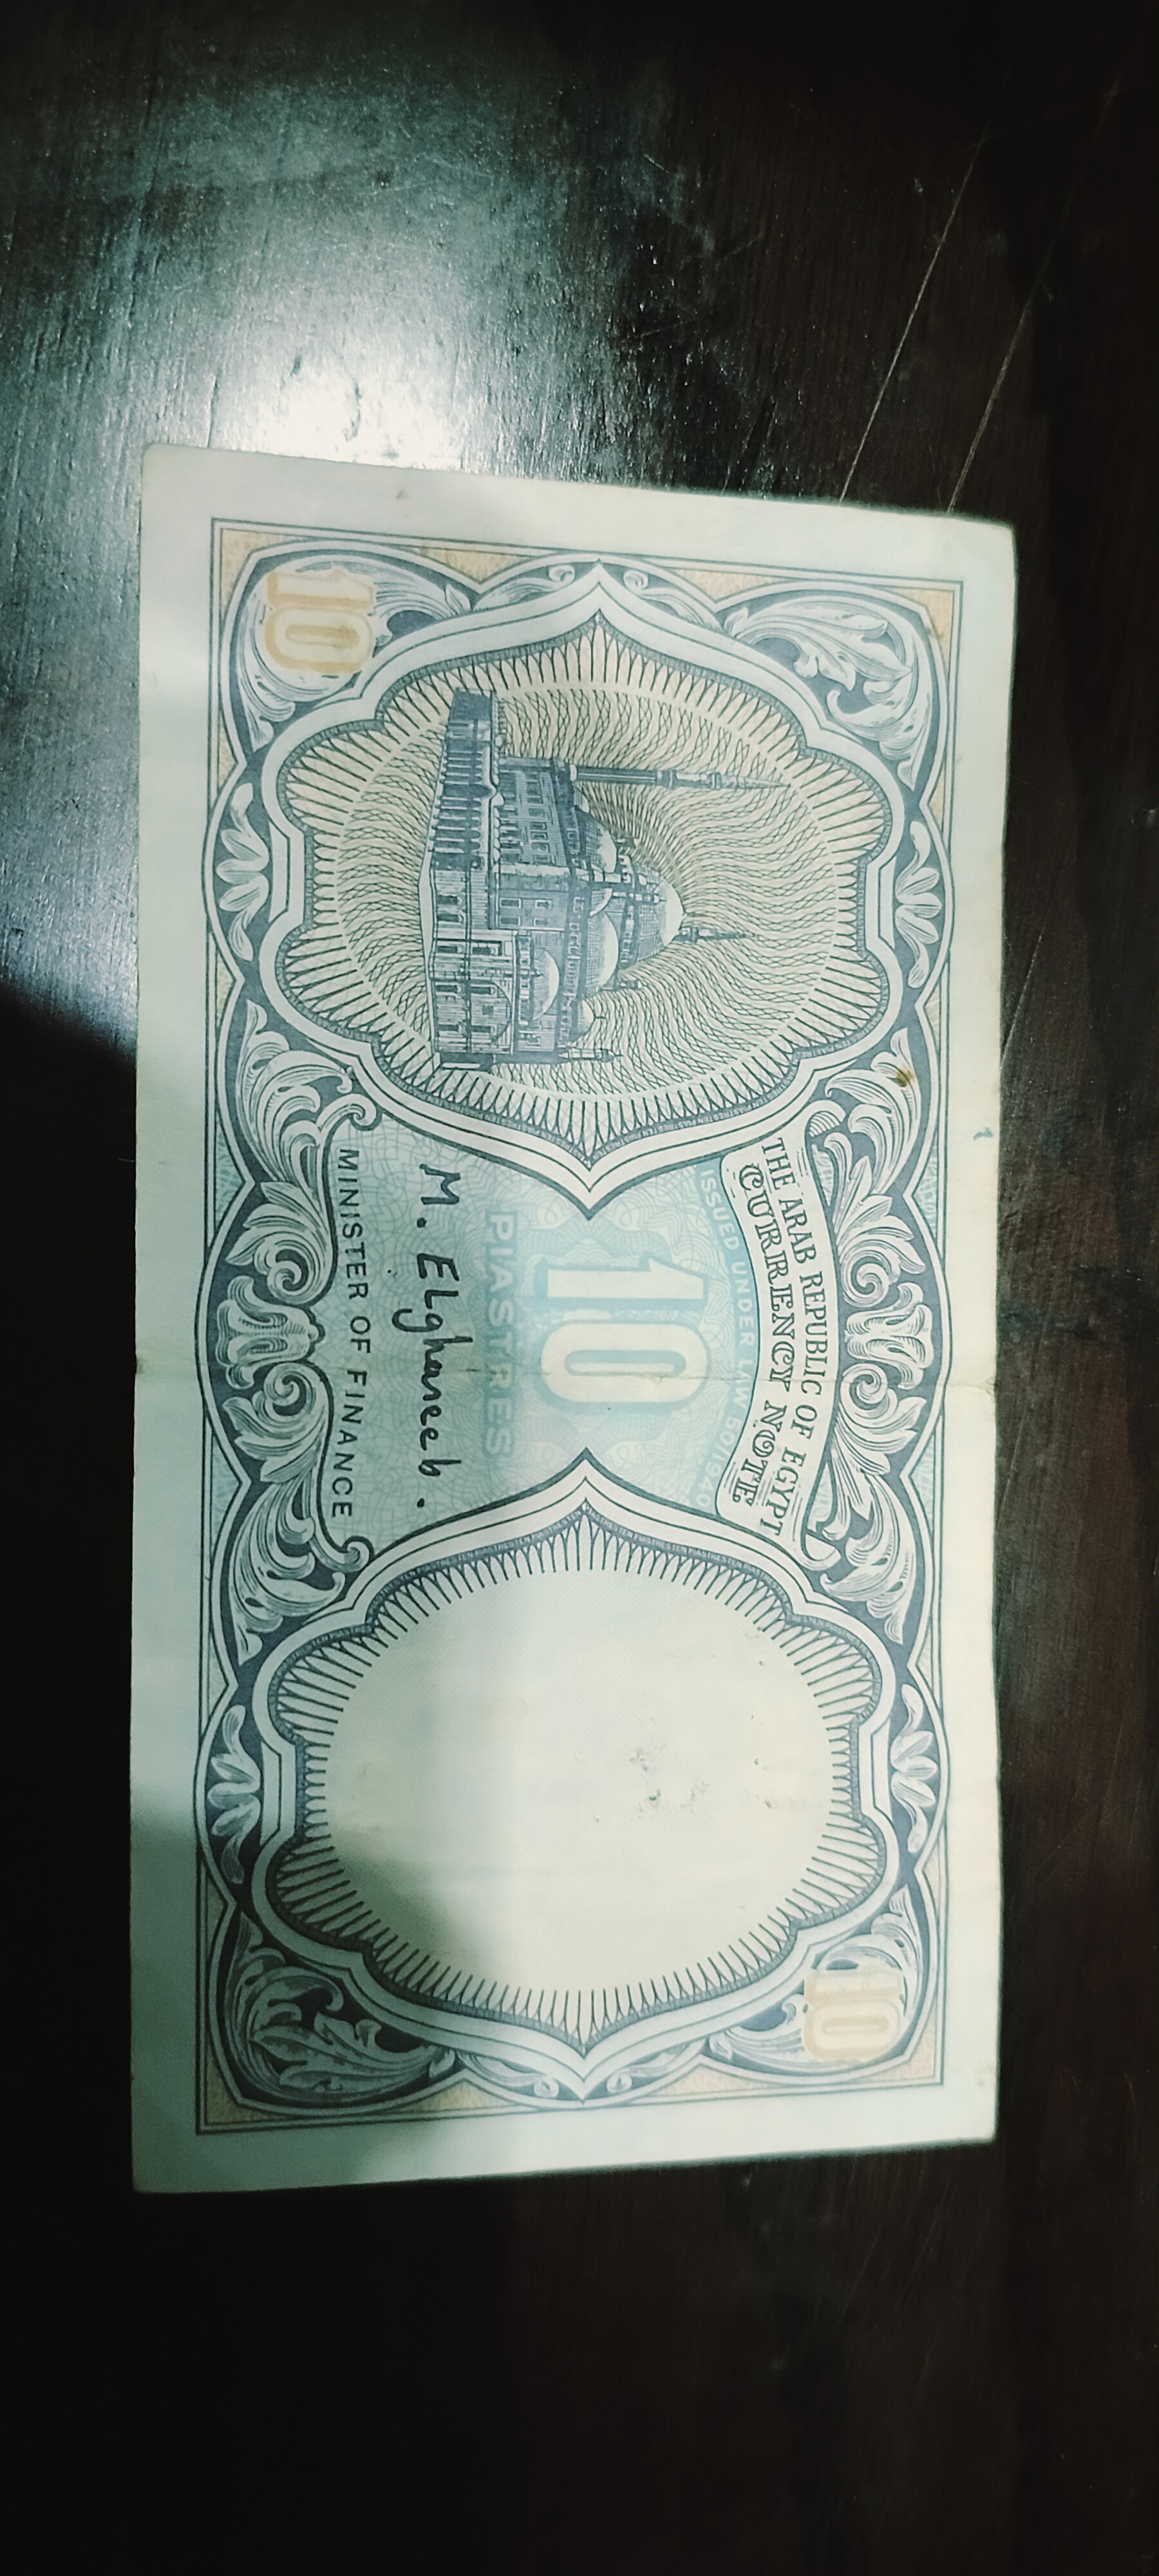 10
THE ARAB REPUBLIC OF EGYPT
CURRENCY NOTE
ISSUED UNDER LAW 50/1940
10
PIASTRES
M. ELghareeb.
MINISTER OF FINANCE
10